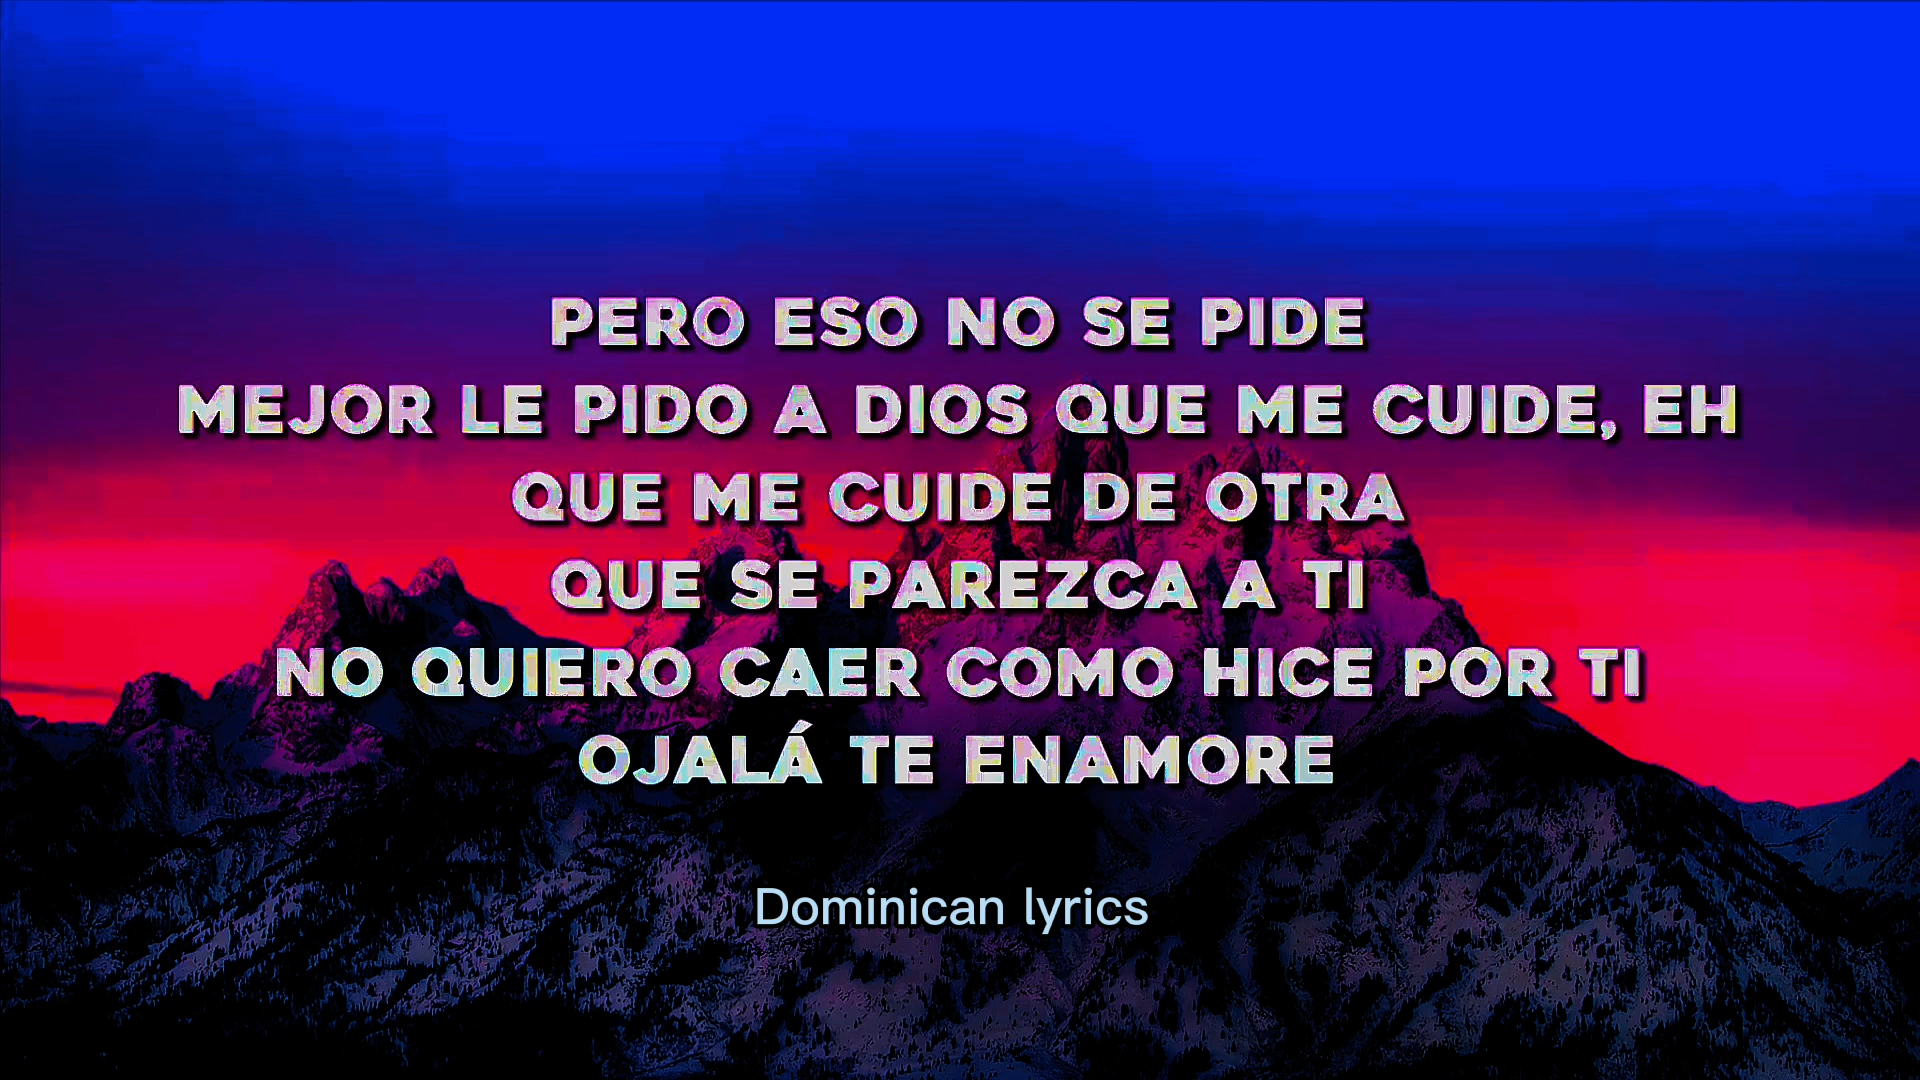 PERO ESO NO SE PIDE
MEJOR LE PIDO A DIOS QUE ME CUIDE, EH
QUE ME CUIDE DE OTRA
QUE SE PAREZCA A TI
NO QUIERO CAER COMO HICE POR TI
OJALÁ TE ENAMORE
Dominican lyrics